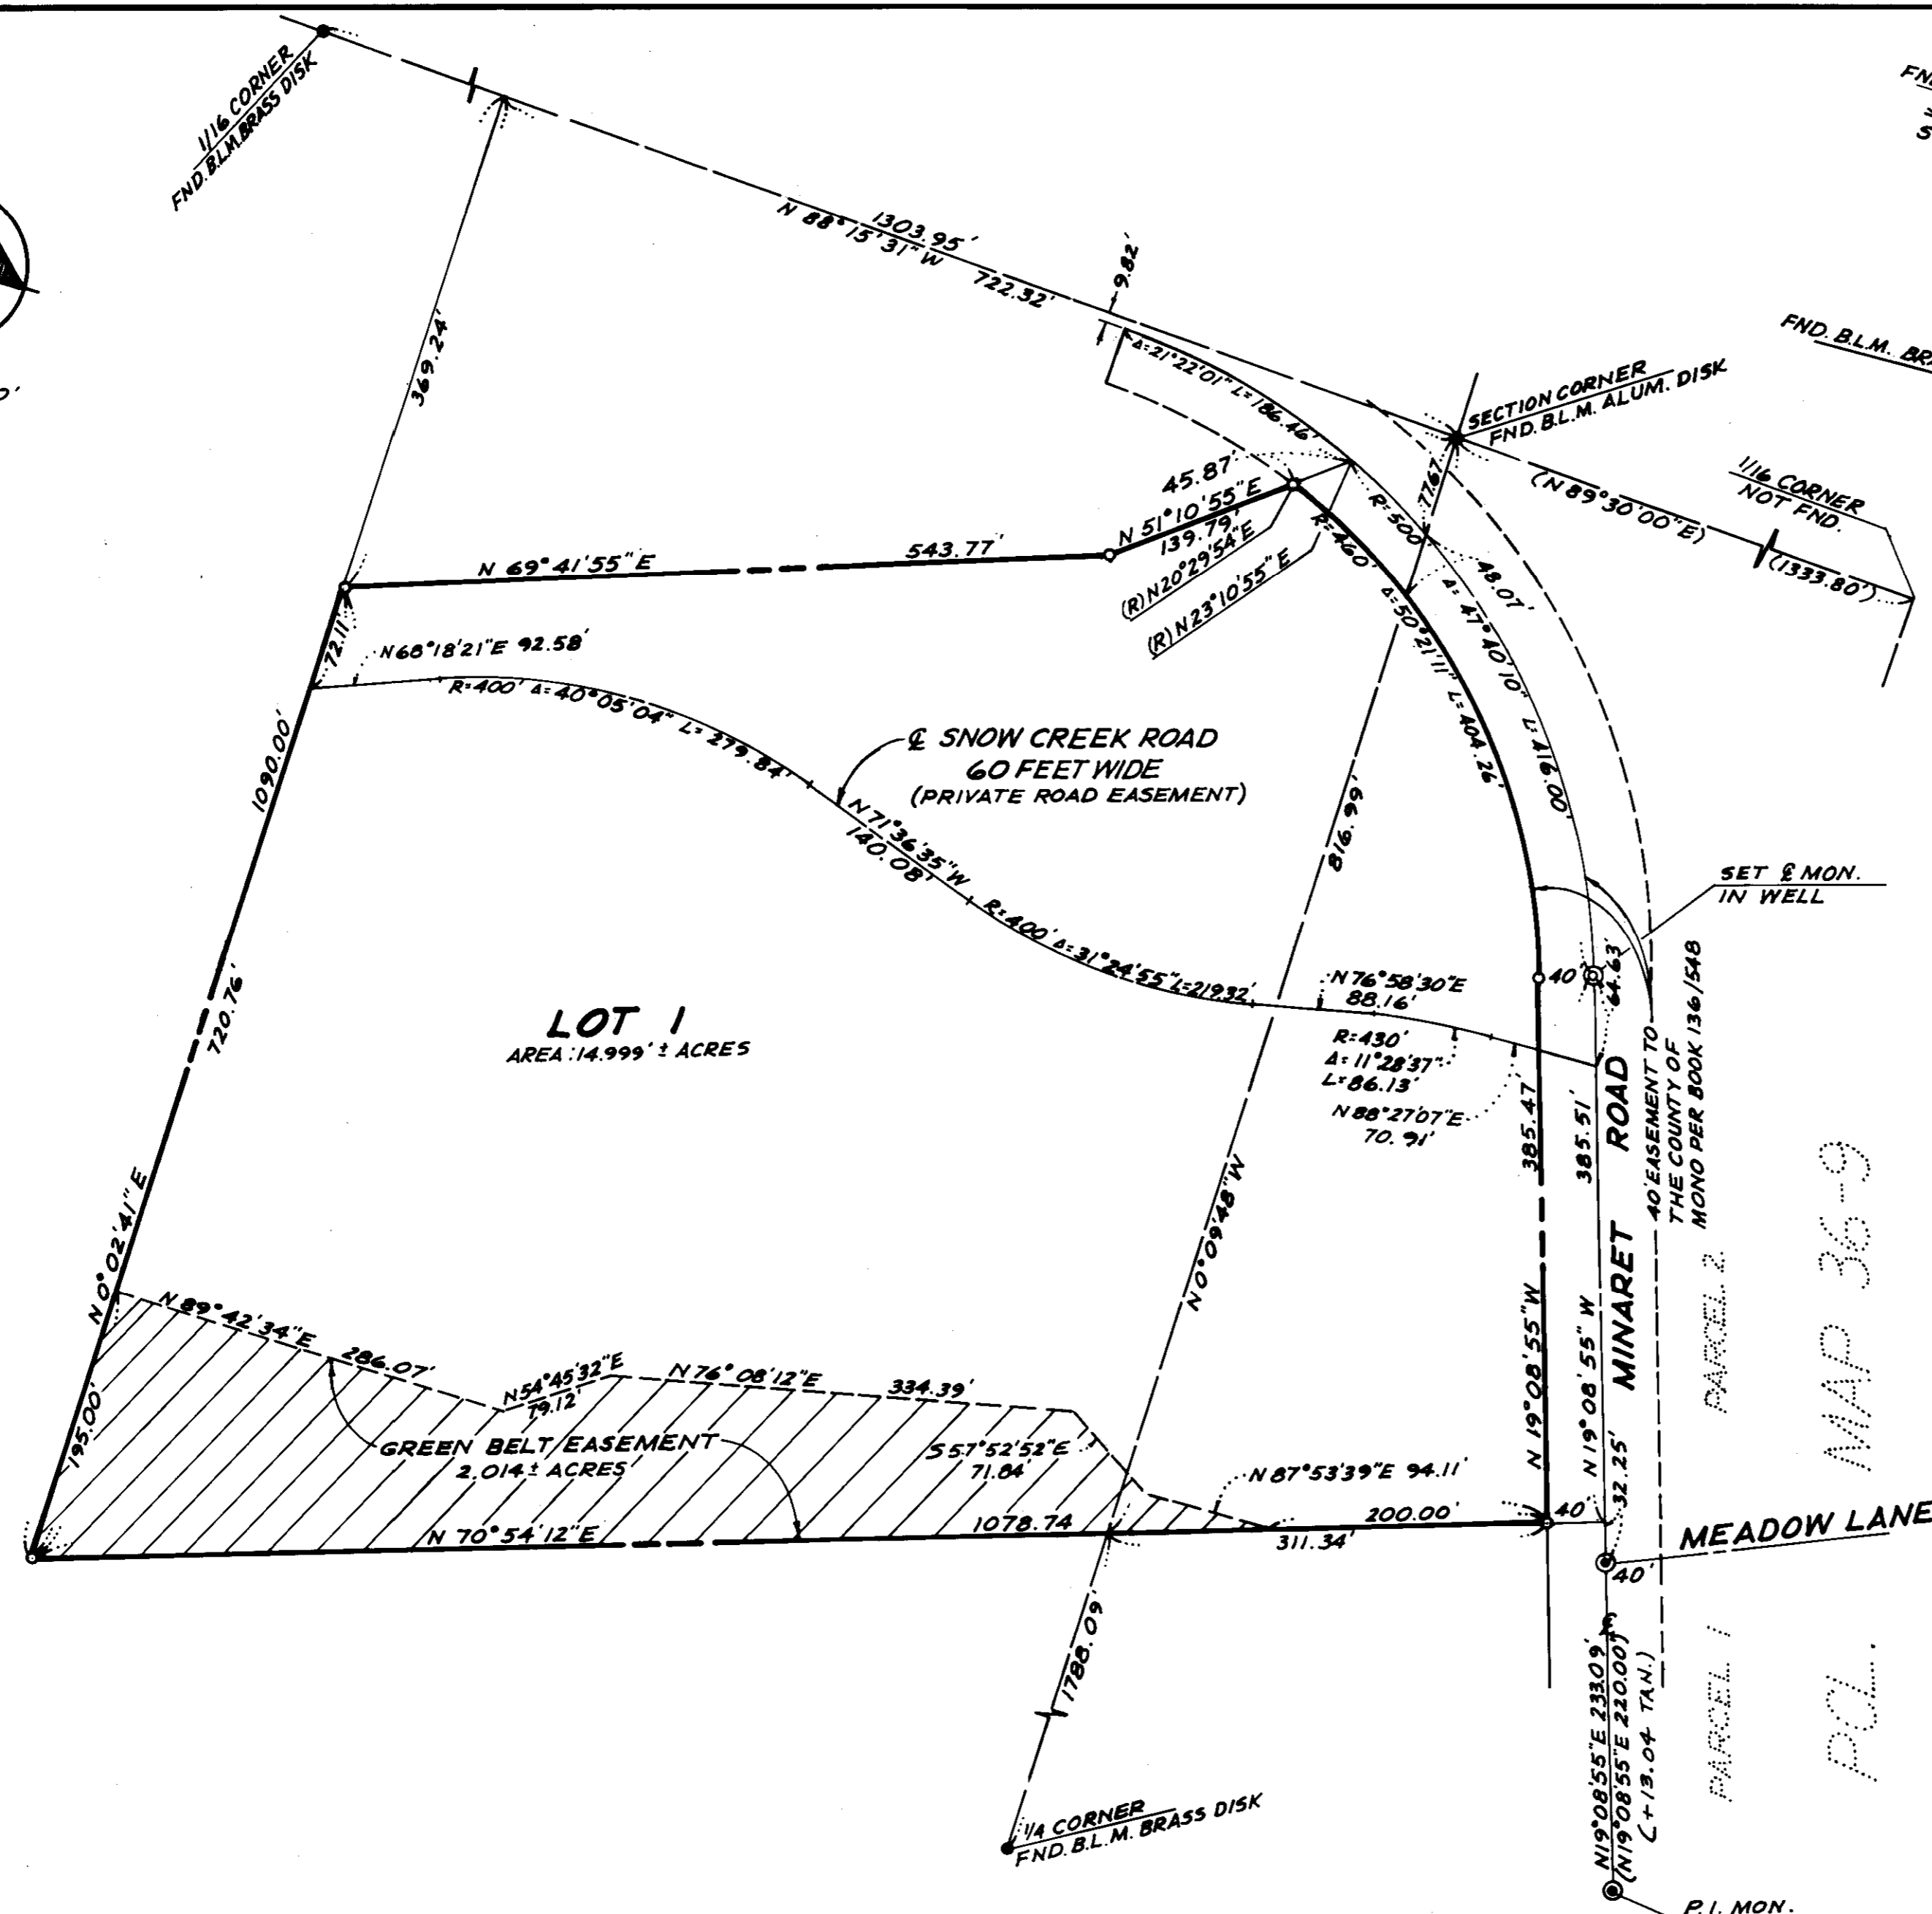 1/16 CORNER
FND. B.L.M. BRASS DISK
1303.95'
N 88°15'31" W
722.32'
9.82'
369.24'
Δ=21°22'01" L=186.46'
FND. B.L.M.
SECTION CORNER
FND. B.L.M. ALUM. DISK
77.67'
(N 89°30'00"E)
(1333.80')
1/16 CORNER
NOT FND.
45.87'
N 51°10'55"E
139.79'
(R) N20°29'54"E
(R) N23°10'55"E
R=460'
R=500'
48.07'
Δ=50°21'11" L=404.26'
Δ=47°40'10" L=416.00'
N 69°41'55"E
543.77'
72.11'
N68°18'21"E 92.58'
R=400' Δ=40°05'04" L=279.84'
1090.00'
℄ SNOW CREEK ROAD
60 FEET WIDE
(PRIVATE ROAD EASEMENT)
N71°36'35"W
140.08'
R=400' Δ=31°24'55" L=219.32'
816.99'
SET ℄ MON.
IN WELL
N76°58'30"E
88.16'
R=430'
Δ=11°28'37"
L=86.13'
N88°27'07"E
70.91'
40'
64.63'
LOT 1
AREA: 14.999'± ACRES
720.76'
385.47'
385.51'
MINARET ROAD
40' EASEMENT TO
THE COUNTY OF
MONO PER BOOK 136/548
N 0°02'41"E
N 0°09'48"W
N 19°08'55"W
N 19°08'55" W
PARCEL 2
MAP 36-9
N 89°42'34"E
286.07'
N54°45'32"E
79.12'
N 76°08'12"E
334.39'
195.00'
GREEN BELT EASEMENT
2.014± ACRES
S57°52'52"E
71.84'
N87°53'39"E 94.11'
N 70°54'12"E
1078.74
200.00'
311.34'
40'
32.25'
MEADOW LANE
40'
1788.09'
1/4 CORNER
FND. B.L.M. BRASS DISK
N19°08'55"E 233.09'
(N19°08'55"E 220.00')
(+13.04 TAN.)
PARCEL 1
PCL.
P.I. MON.